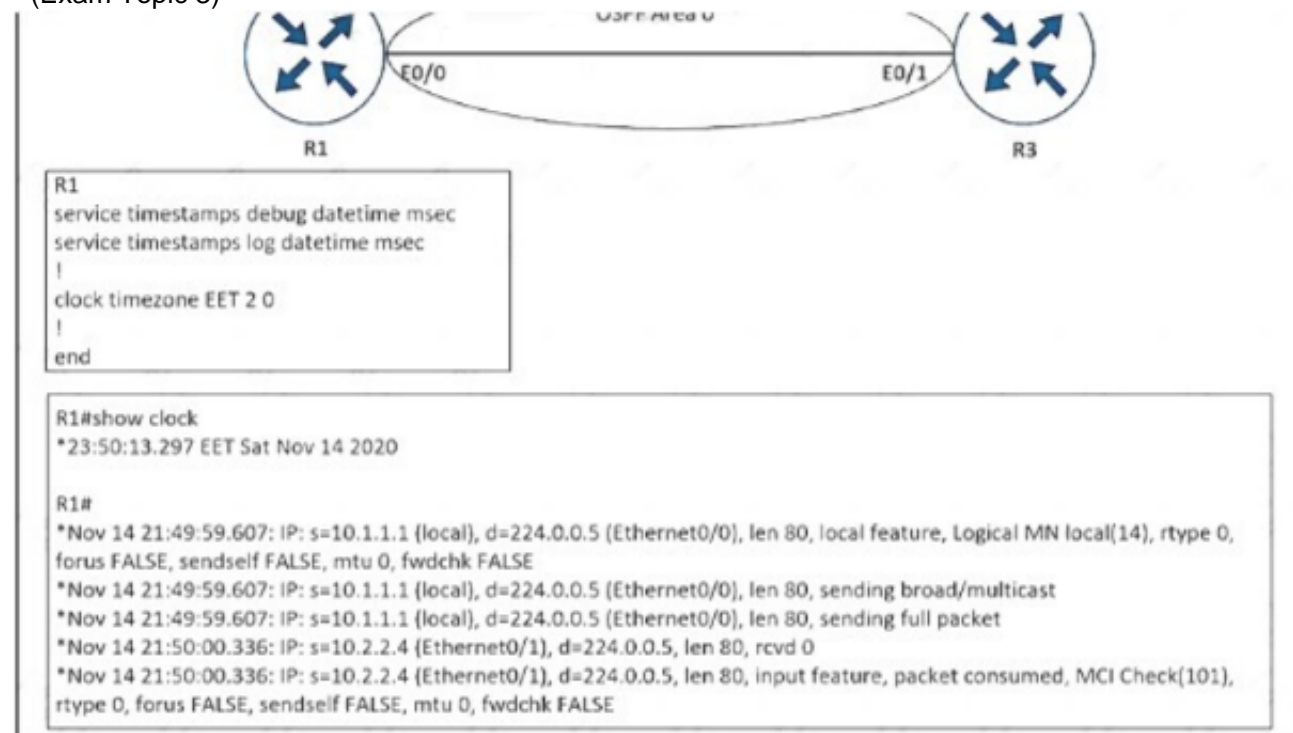 (Exam Topic 3)
OSPF Area 0
E0/0
E0/1
R1
R3
R1
service timestamps debug datetime msec
service timestamps log datetime msec
!
clock timezone EET 2 0
!
end
R1#show clock
*23:50:13.297 EET Sat Nov 14 2020
R1#
*Nov 14 21:49:59.607: IP: s=10.1.1.1 (local), d=224.0.0.5 (Ethernet0/0), len 80, local feature, Logical MN local(14), rtype 0,
forus FALSE, sendself FALSE, mtu 0, fwdchk FALSE
*Nov 14 21:49:59.607: IP: s=10.1.1.1 (local), d=224.0.0.5 (Ethernet0/0), len 80, sending broad/multicast
*Nov 14 21:49:59.607: IP: s=10.1.1.1 (local), d=224.0.0.5 (Ethernet0/0), len 80, sending full packet
*Nov 14 21:50:00.336: IP: s=10.2.2.4 (Ethernet0/1), d=224.0.0.5, len 80, rcvd 0
*Nov 14 21:50:00.336: IP: s=10.2.2.4 (Ethernet0/1), d=224.0.0.5, len 80, input feature, packet consumed, MCI Check(101),
rtype 0, forus FALSE, sendself FALSE, mtu 0, fwdchk FALSE